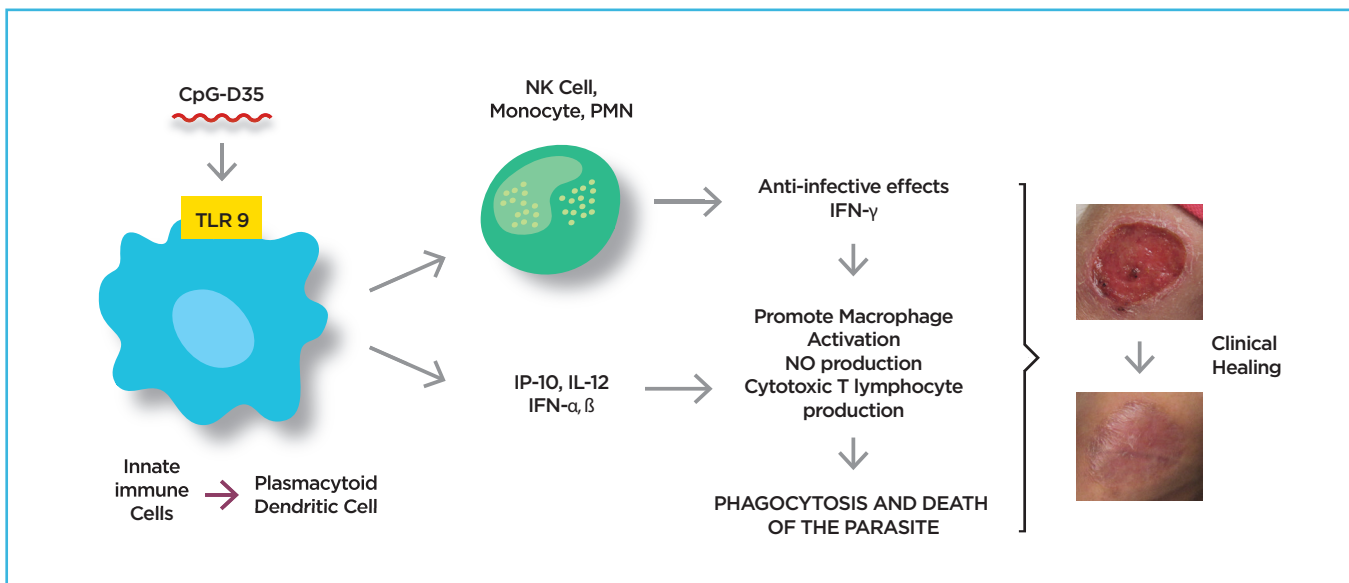 CpG-D35
TLR 9
Innate
immune
Cells
Plasmacytoid
Dendritic Cell
NK Cell,
Monocyte, PMN
IP-10, IL-12
IFN-α, ß
Anti-infective effects
IFN-γ
Promote Macrophage
Activation
NO production
Cytotoxic T lymphocyte
production
PHAGOCYTOSIS AND DEATH
OF THE PARASITE
Clinical
Healing